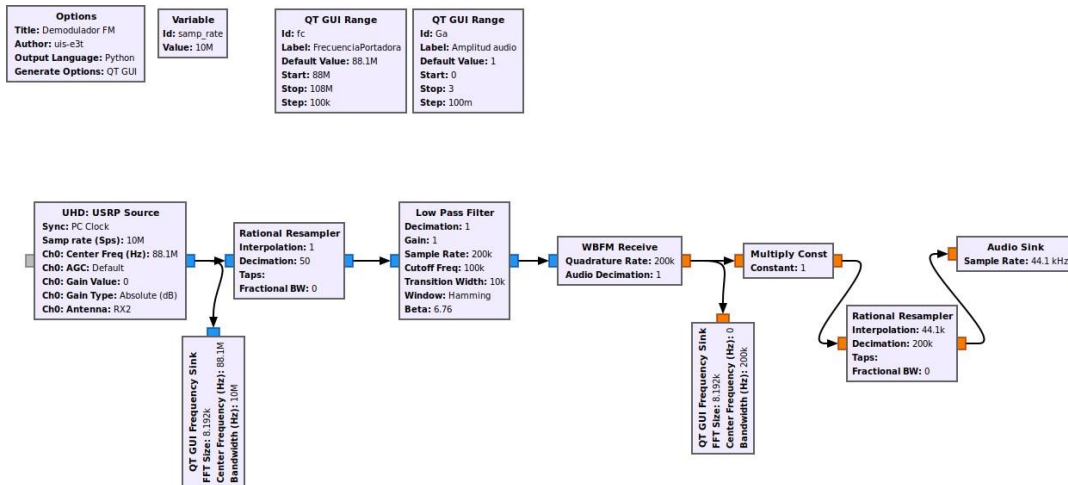 Options
Title: Demodulador FM
Author: uis-e3t
Output Language: Python
Generate Options: QT GUI
Variable
Id: samp_rate
Value: 10M
QT GUI Range
Id: fc
Label: FrecuenciaPortadora
Default Value: 88.1M
Start: 88M
Stop: 108M
Step: 100k
QT GUI Range
Id: Ga
Label: Amplitud audio
Default Value: 1
Start: 0
Stop: 3
Step: 100m
UHD: USRP Source
Sync: PC Clock
Samp rate (Sps): 10M
Ch0: Center Freq (Hz): 88.1M
Ch0: AGC: Default
Ch0: Gain Value: 0
Ch0: Gain Type: Absolute (dB)
Ch0: Antenna: RX2
Rational Resampler
Interpolation: 1
Decimation: 50
Taps:
Fractional BW: 0
QT GUI Frequency Sink
FFT Size: 8.192k
Center Frequency (Hz): 88.1M
Bandwidth (Hz): 10M
Low Pass Filter
Decimation: 1
Gain: 1
Sample Rate: 200k
Cutoff Freq: 100k
Transition Width: 10k
Window: Hamming
Beta: 6.76
WBFM Receive
Quadrature Rate: 200k
Audio Decimation: 1
QT GUI Frequency Sink
FFT Size: 8.192k
Center Frequency (Hz): 0
Bandwidth (Hz): 200k
Multiply Const
Constant: 1
Rational Resampler
Interpolation: 44.1k
Decimation: 200k
Taps:
Fractional BW: 0
Audio Sink
Sample Rate: 44.1 kHz